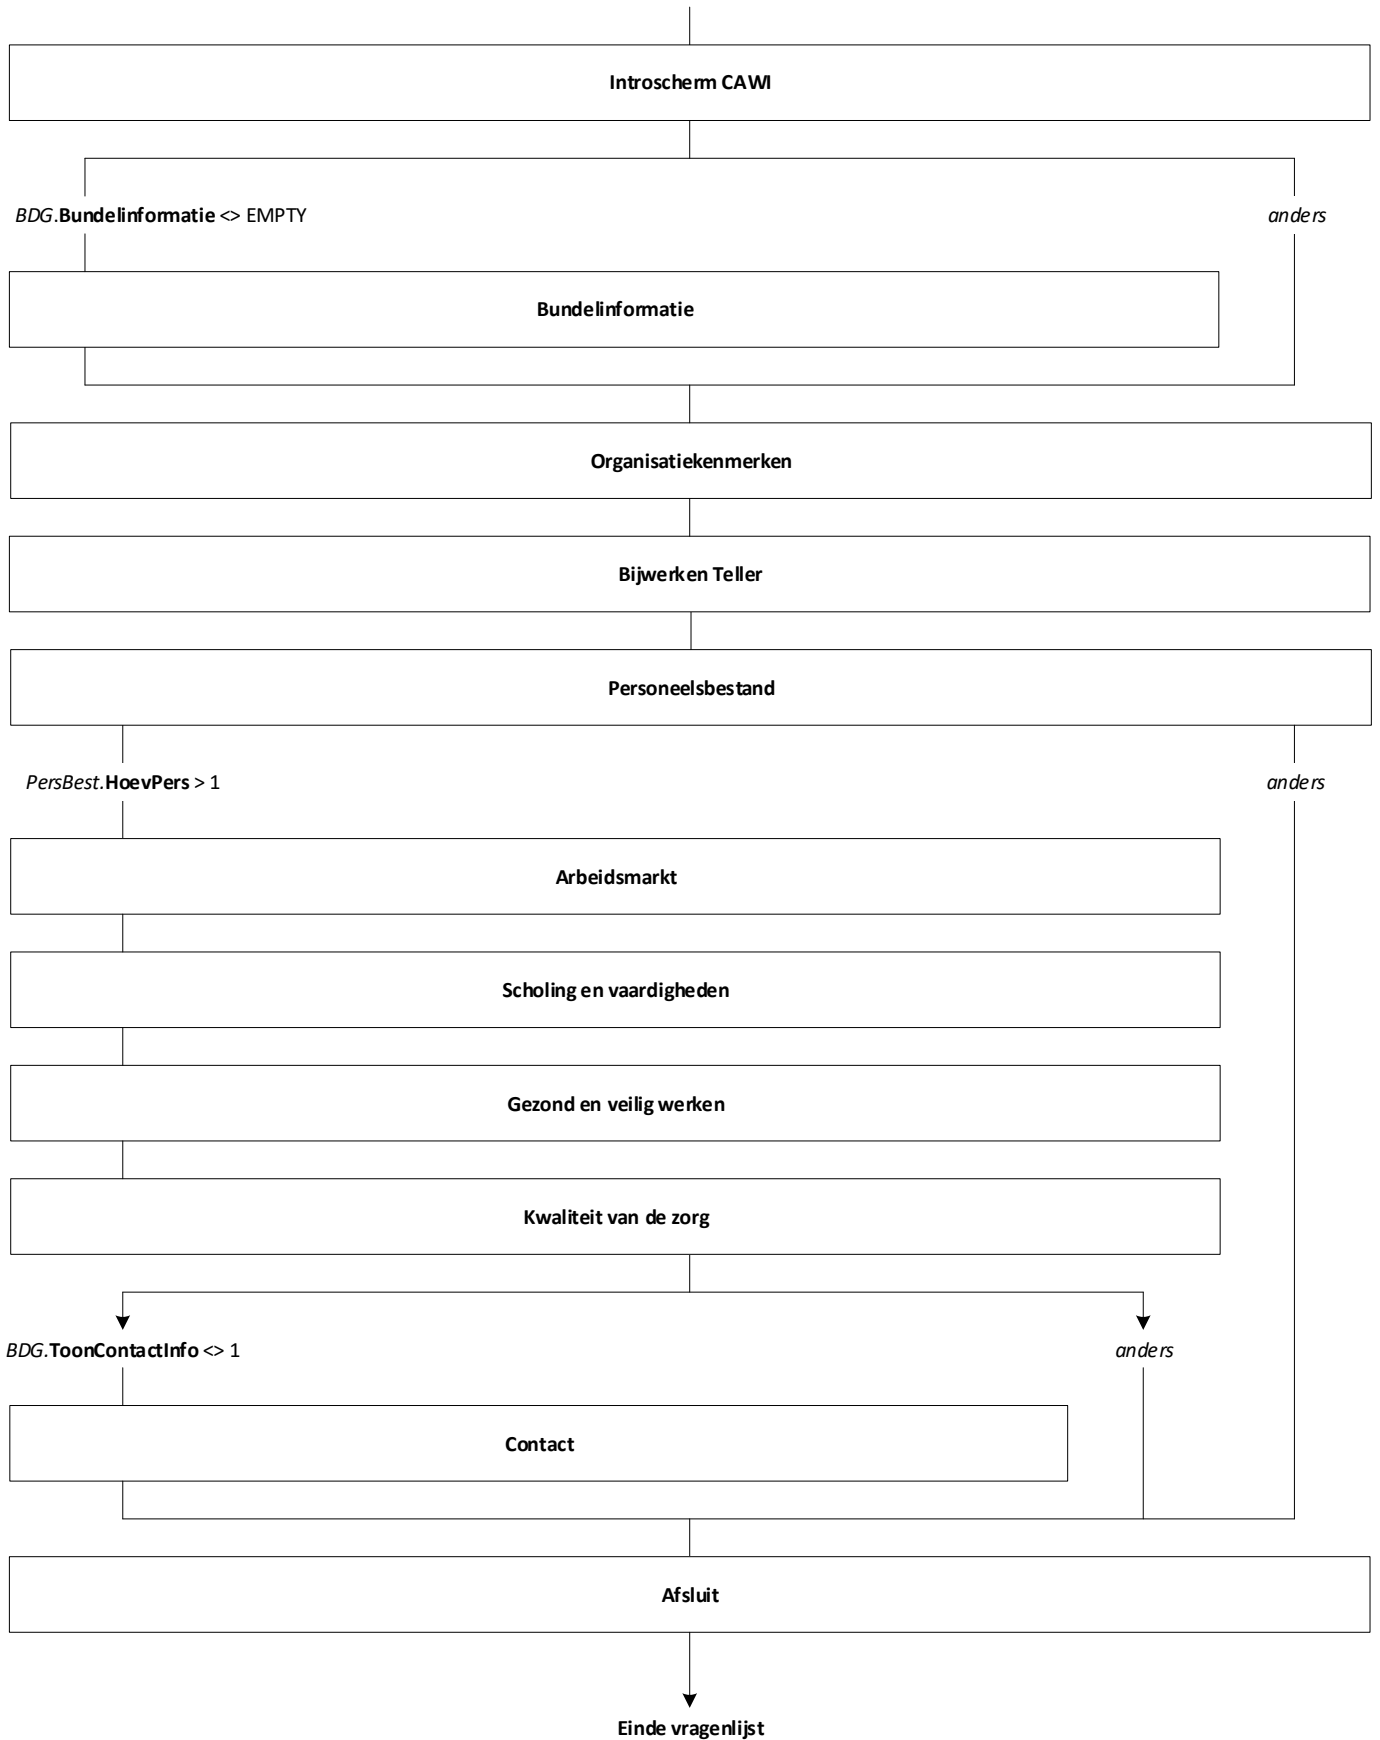 Introscherm CAWI
BDG.Bundelinformatie <> EMPTY
anders
Bundelinformatie
Organisatiekenmerken
Bijwerken Teller
Personeelsbestand
PersBest.HoevPers > 1
anders
Arbeidsmarkt
Scholing en vaardigheden
Gezond en veilig werken
Kwaliteit van de zorg
BDG.ToonContactInfo <> 1
anders
Contact
Afsluit
Einde vragenlijst